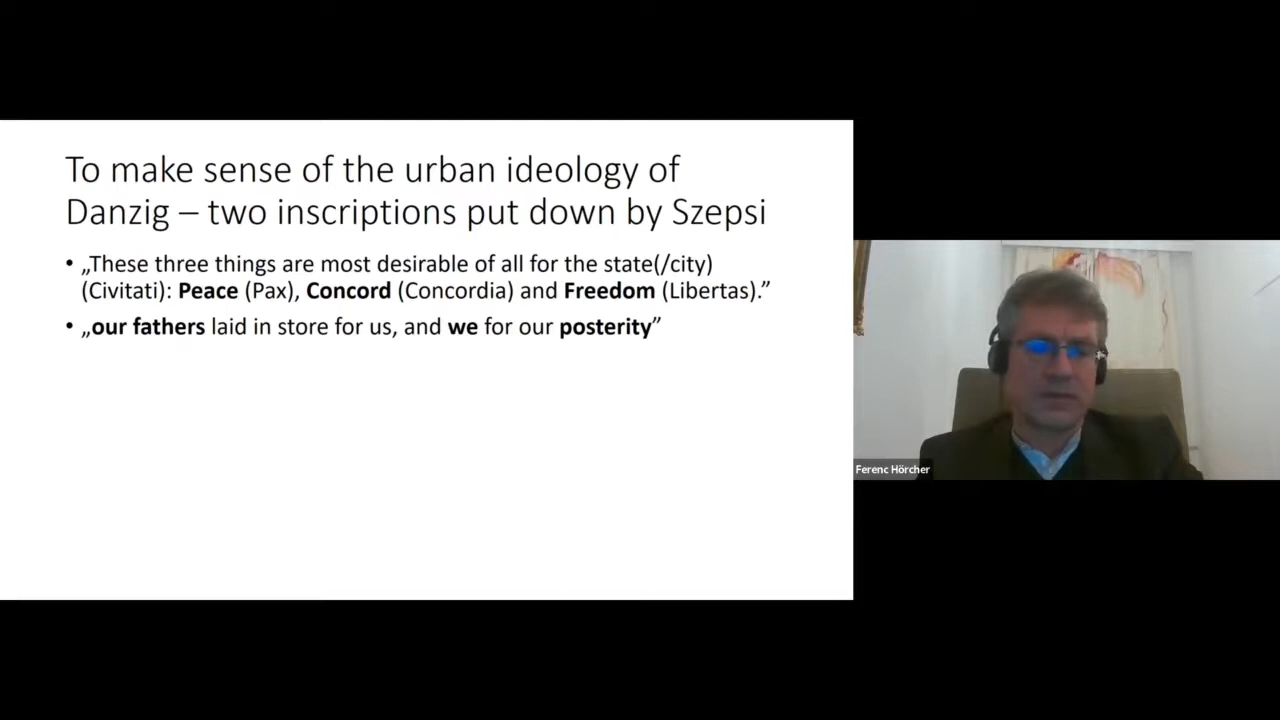 To make sense of the urban ideology of
Danzig – two inscriptions put down by Szepsi
• „These three things are most desirable of all for the state(/city)
(Civitati): Peace (Pax), Concord (Concordia) and Freedom (Libertas).”
• „our fathers laid in store for us, and we for our posterity”
Ferenc Hörcher